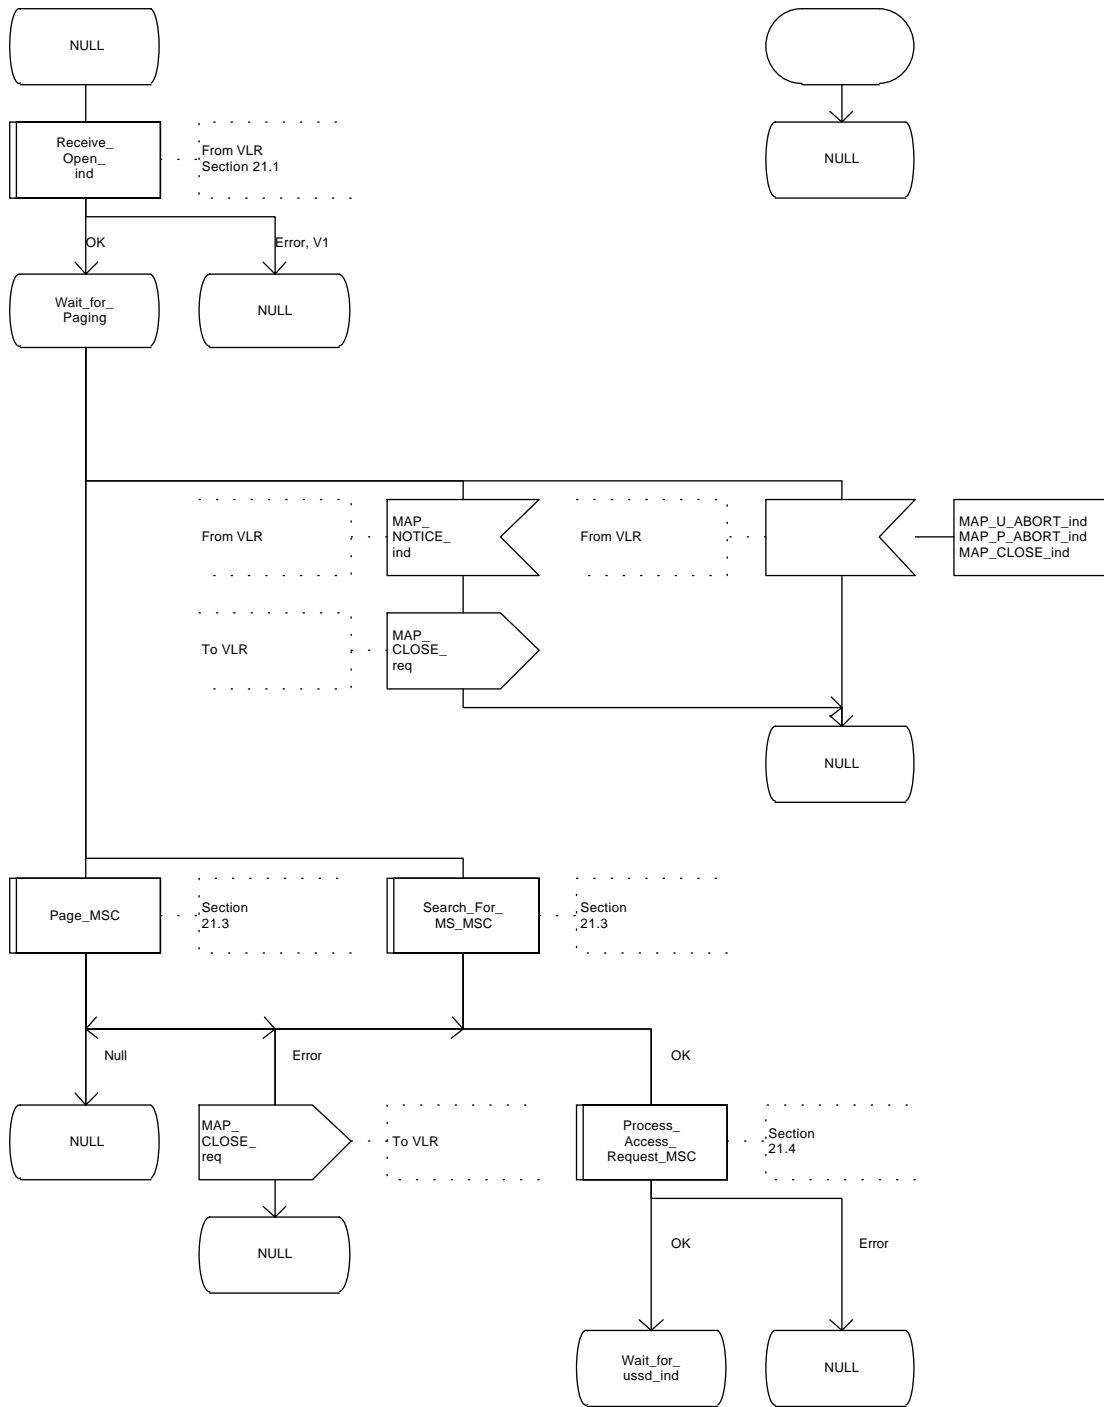 NULL
Receive_
Open_
ind
From VLR
Section 21.1
NULL
OK
Error, V1
Wait_for_
Paging
NULL
From VLR
MAP_
NOTICE_
ind
From VLR
MAP_U_ABORT_ind
MAP_P_ABORT_ind
MAP_CLOSE_ind
To VLR
MAP_
CLOSE_
req
NULL
Page_MSC
Section
21.3
Search_For_
MS_MSC
Section
21.3
Null
Error
OK
NULL
MAP_
CLOSE_
req
To VLR
Process_
Access_
Request_MSC
Section
21.4
NULL
OK
Error
Wait_for_
ussd_ind
NULL